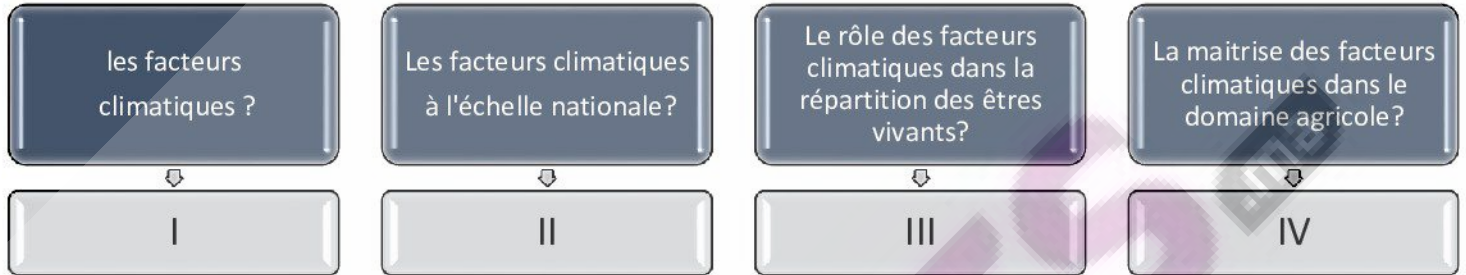 les facteurs
climatiques ?
Les facteurs climatiques
à l'échelle nationale?
Le rôle des facteurs
climatiques dans la
répartition des êtres
vivants?
La maitrise des facteurs
climatiques dans le
domaine agricole?
I
II
III
IV